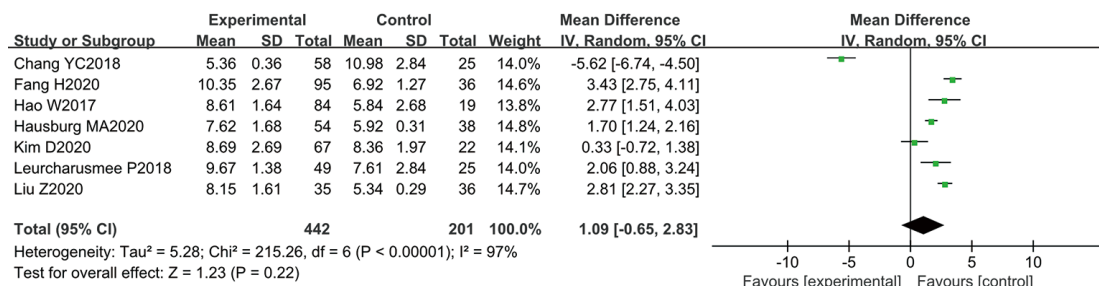 Experimental Control Mean Difference Mean Difference
Study or Subgroup Mean SD Total Mean SD Total Weight IV, Random, 95% CI IV, Random, 95% CI
Chang YC2018 5.36 0.36 58 10.98 2.84 25 14.0% -5.62 [-6.74, -4.50]
Fang H2020 10.35 2.67 95 6.92 1.27 36 14.6% 3.43 [2.75, 4.11]
Hao W2017 8.61 1.64 84 5.84 2.68 19 13.8% 2.77 [1.51, 4.03]
Hausburg MA2020 7.62 1.68 54 5.92 0.31 38 14.8% 1.70 [1.24, 2.16]
Kim D2020 8.69 2.69 67 8.36 1.97 22 14.1% 0.33 [-0.72, 1.38]
Leurcharusmee P2018 9.67 1.38 49 7.61 2.84 25 14.0% 2.06 [0.88, 3.24]
Liu Z2020 8.15 1.61 35 5.34 0.29 36 14.7% 2.81 [2.27, 3.35]
Total (95% CI) 442 201 100.0% 1.09 [-0.65, 2.83]
Heterogeneity: Tau² = 5.28; Chi² = 215.26, df = 6 (P < 0.00001); I² = 97%
Test for overall effect: Z = 1.23 (P = 0.22)
-10 -5 0 5 10
Favours [experimental] Favours [control]